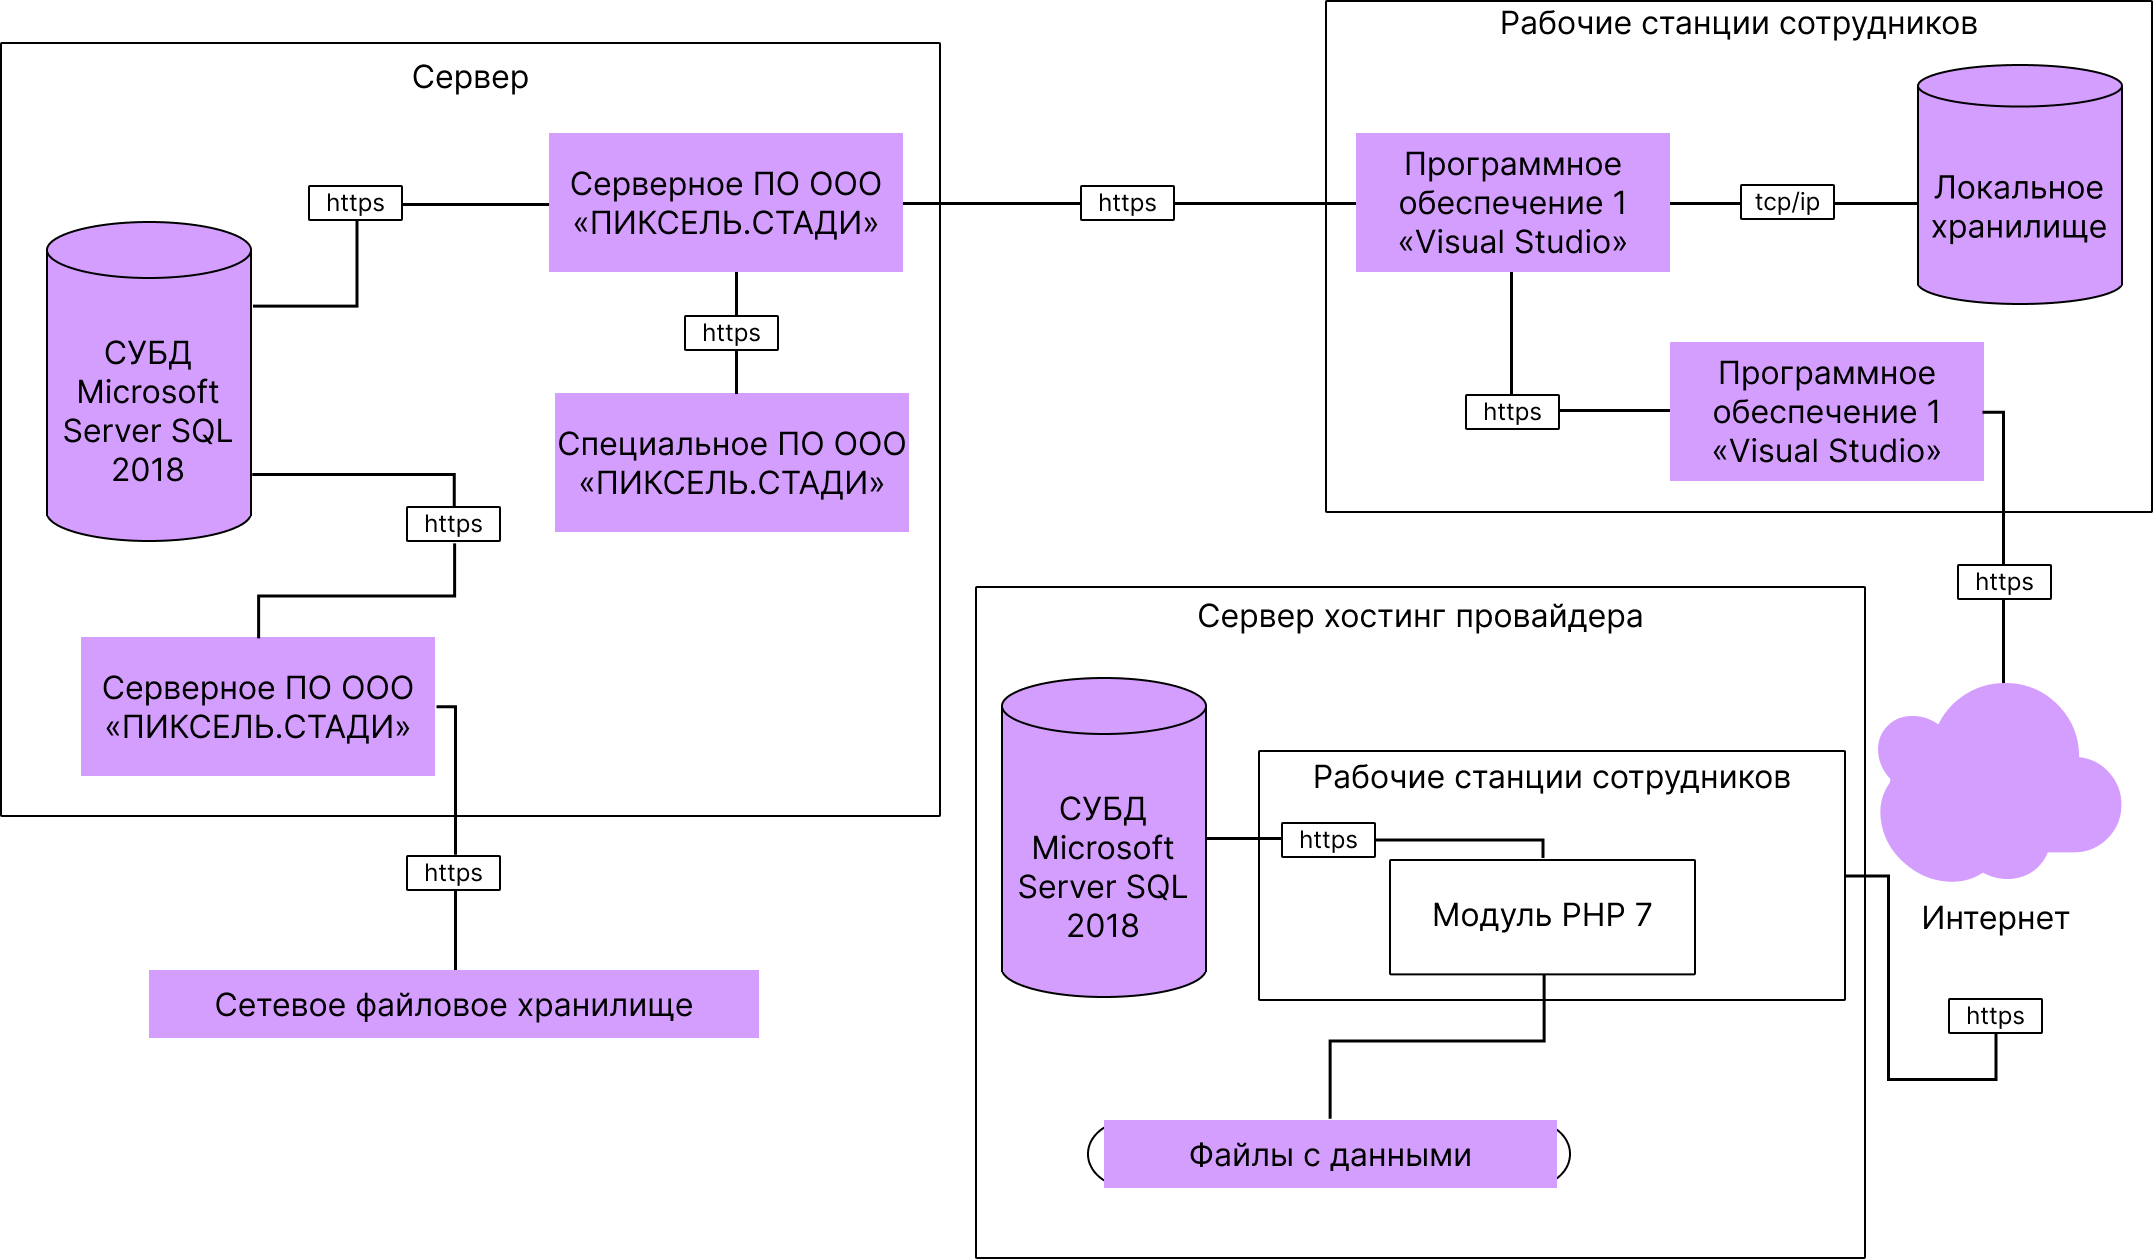 Сервер
https
Серверное ПО ООО
«ПИКСЕЛЬ.СТАДИ»
https
СУБД
Microsoft
Server SQL
2018
Специальное ПО ООО
«ПИКСЕЛЬ.СТАДИ»
https
Серверное ПО ООО
«ПИКСЕЛЬ.СТАДИ»
https
Сетевое файловое хранилище
https
Рабочие станции сотрудников
Программное
обеспечение 1
«Visual Studio»
tcp/ip
Локальное
хранилище
https
Программное
обеспечение 1
«Visual Studio»
https
Интернет
https
Сервер хостинг провайдера
СУБД
Microsoft
Server SQL
2018
Рабочие станции сотрудников
https
Модуль PHP 7
Файлы с данными